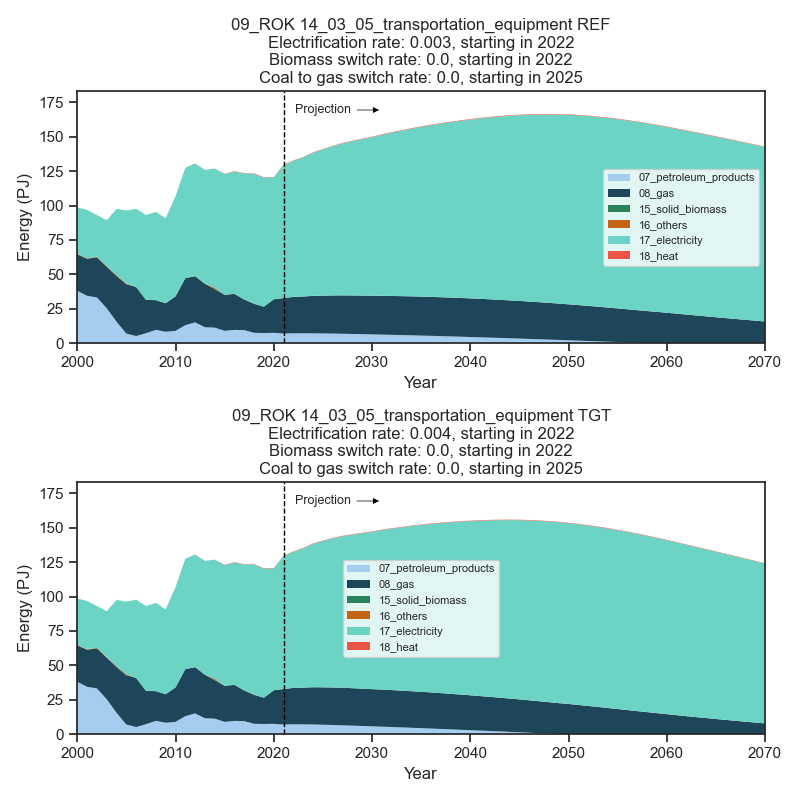 09_ROK 14_03_05_transportation_equipment REF
Electrification rate: 0.003, starting in 2022
Biomass switch rate: 0.0, starting in 2022
Coal to gas switch rate: 0.0, starting in 2025
Energy (PJ)
175
150
125
100
75
50
25
0
Projection
07_petroleum_products
08_gas
15_solid_biomass
16_others
17_electricity
18_heat
2000 2010 2020 2030 2040 2050 2060 2070
Year
09_ROK 14_03_05_transportation_equipment TGT
Electrification rate: 0.004, starting in 2022
Biomass switch rate: 0.0, starting in 2022
Coal to gas switch rate: 0.0, starting in 2025
Energy (PJ)
175
150
125
100
75
50
25
0
Projection
07_petroleum_products
08_gas
15_solid_biomass
16_others
17_electricity
18_heat
2000 2010 2020 2030 2040 2050 2060 2070
Year